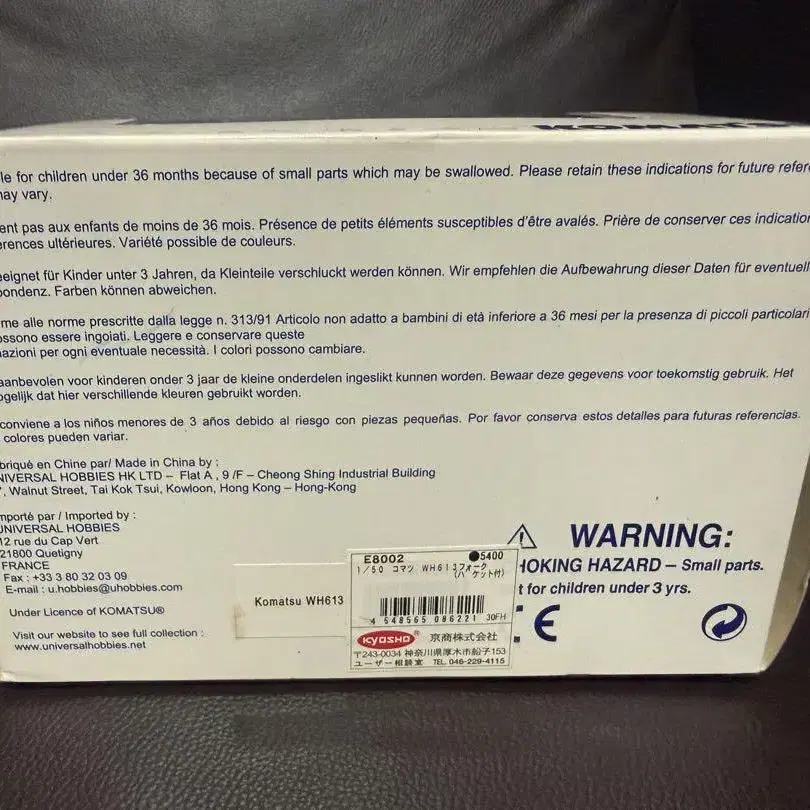 KOMATSU
le for children under 36 months because of small parts which may be swallowed. Please retain these indications for future refer
may vary.
ent pas aux enfants de moins de 36 mois. Présence de petits éléments susceptibles d'être avalés. Prière de conserver ces indication
érences ultérieures. Variété possible de couleurs.
eeignet für Kinder unter 3 Jahren, da Kleinteile verschluckt werden können. Wir empfehlen die Aufbewahrung dieser Daten für eventuell
pondenz. Farben können abweichen.
me alle norme prescritte dalla legge n. 313/91 Articolo non adatto a bambini di età inferiore a 36 mesi per la presenza di piccoli particolari
ossono essere ingoiati. Leggere e conservare queste
nazioni per ogni eventuale necessità. I colori possono cambiare.
aanbevolen voor kinderen onder 3 jaar de kleine onderdelen ingeslikt kunnen worden. Bewaar deze gegevens voor toekomstig gebruik. Het
ogelijk dat hier verschillende kleuren gebruikt worden.
conviene a los niños menores de 3 años debido al riesgo con piezas pequeñas. Por favor conserva estos detalles para futuras referencias.
colores pueden variar.
briqué en Chine par/ Made in China by :
NIVERSAL HOBBIES HK LTD – Flat A , 9 /F – Cheong Shing Industrial Building
, Walnut Street, Tai Kok Tsui, Kowloon, Hong Kong – Hong-Kong
mporté par / Imported by :
UNIVERSAL HOBBIES
12 rue du Cap Vert
21800 Quetigny
FRANCE
Fax : +33 3 80 32 03 09
E-mail : u.hobbies@uhobbies.com
Under Licence of KOMATSU®
Visit our website to see full collection :
www.universalhobbies.net
Komatsu WH613
E8002 ●5400
1/50 コマツ WH613フォーク
(バケット付)
4 548565 086221 30FH
KYOSHO® 京商株式会社
〒243-0034 神奈川県厚木市船子153
ユーザー相談室 TEL 046-229-4115
WARNING:
HOKING HAZARD – Small parts.
t for children under 3 yrs.
CE